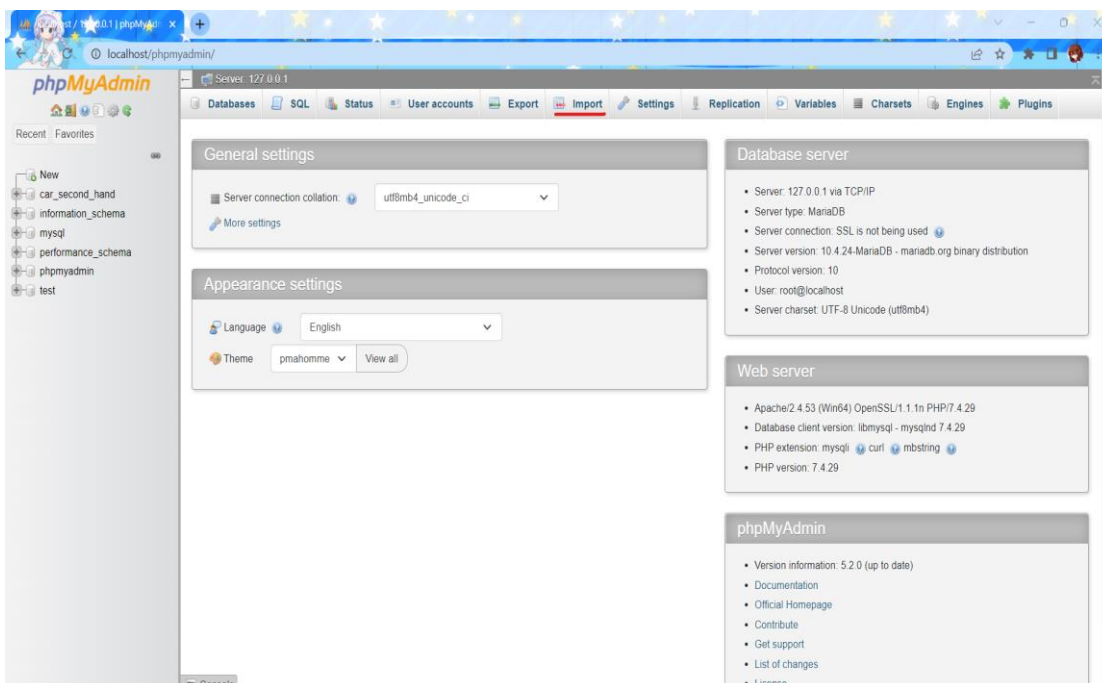 localhost/phpmyadmin/
phpMyAdmin
Recent Favorites
New
car_second_hand
information_schema
mysql
performance_schema
phpmyadmin
test
Server: 127.0.0.1
Databases SQL Status User accounts Export Import Settings Replication Variables Charsets Engines Plugins
General settings
Server connection collation: utf8mb4_unicode_ci
More settings
Appearance settings
Language English
Theme pmahomme View all
Database server
• Server: 127.0.0.1 via TCP/IP
• Server type: MariaDB
• Server connection: SSL is not being used
• Server version: 10.4.24-MariaDB - mariadb.org binary distribution
• Protocol version: 10
• User: root@localhost
• Server charset: UTF-8 Unicode (utf8mb4)
Web server
• Apache/2.4.53 (Win64) OpenSSL/1.1.1n PHP/7.4.29
• Database client version: libmysql - mysqlnd 7.4.29
• PHP extension: mysqli curl mbstring
• PHP version: 7.4.29
phpMyAdmin
• Version information: 5.2.0 (up to date)
• Documentation
• Official Homepage
• Contribute
• Get support
• List of changes
• License